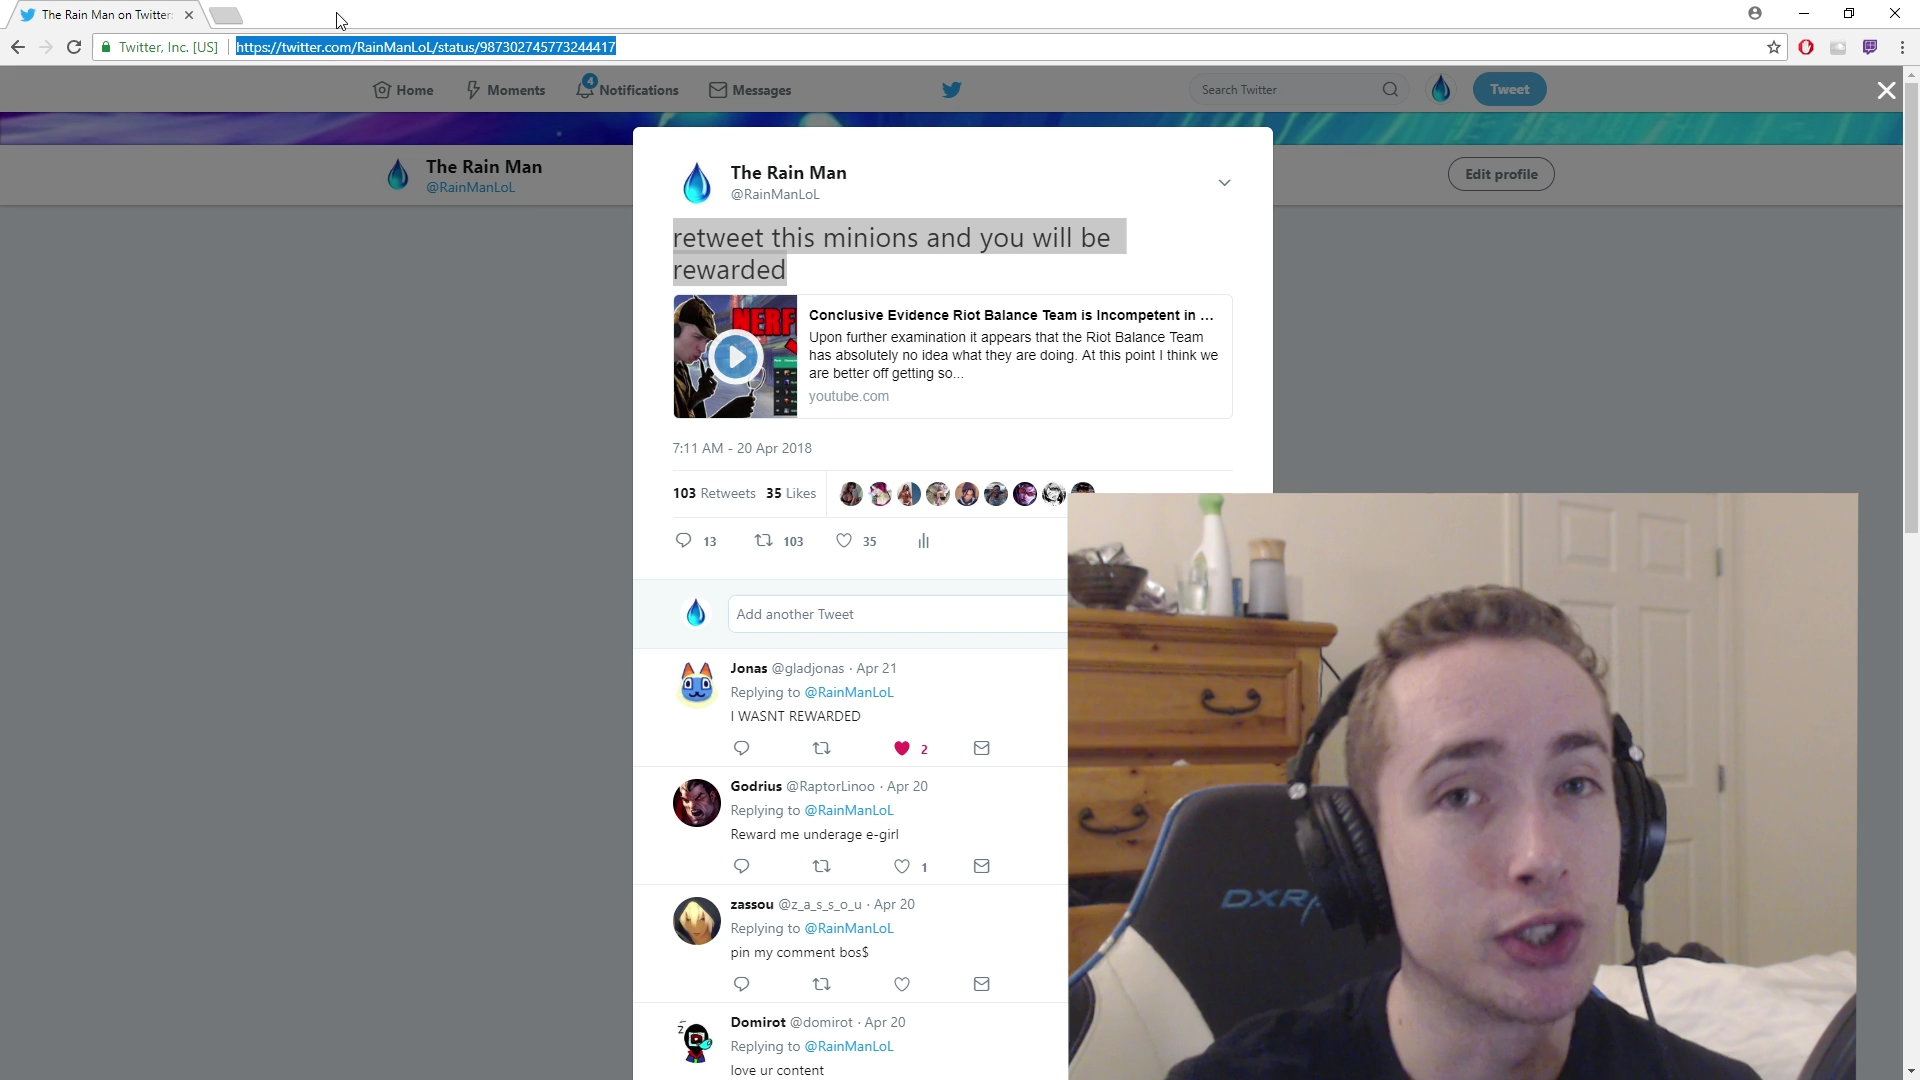 The Rain Man on Twitter:
Twitter, Inc. [US]
https://twitter.com/RainManLoL/status/987302745773244417
Home
Moments
4
Notifications
Messages
Search Twitter
Tweet
The Rain Man
@RainManLoL
Edit profile
The Rain Man
@RainManLoL
retweet this minions and you will be
rewarded
NERF
Conclusive Evidence Riot Balance Team is Incompetent in ...
Upon further examination it appears that the Riot Balance Team
has absolutely no idea what they are doing. At this point I think we
are better off getting so...
youtube.com
7:11 AM - 20 Apr 2018
103 Retweets 35 Likes
13
103
35
Add another Tweet
Jonas @gladjonas · Apr 21
Replying to @RainManLoL
I WASNT REWARDED
2
Godrius @RaptorLinoo · Apr 20
Replying to @RainManLoL
Reward me underage e-girl
1
zassou @z_a_s_s_o_u · Apr 20
Replying to @RainManLoL
pin my comment bos$
Domirot @domirot · Apr 20
Replying to @RainManLoL
love ur content